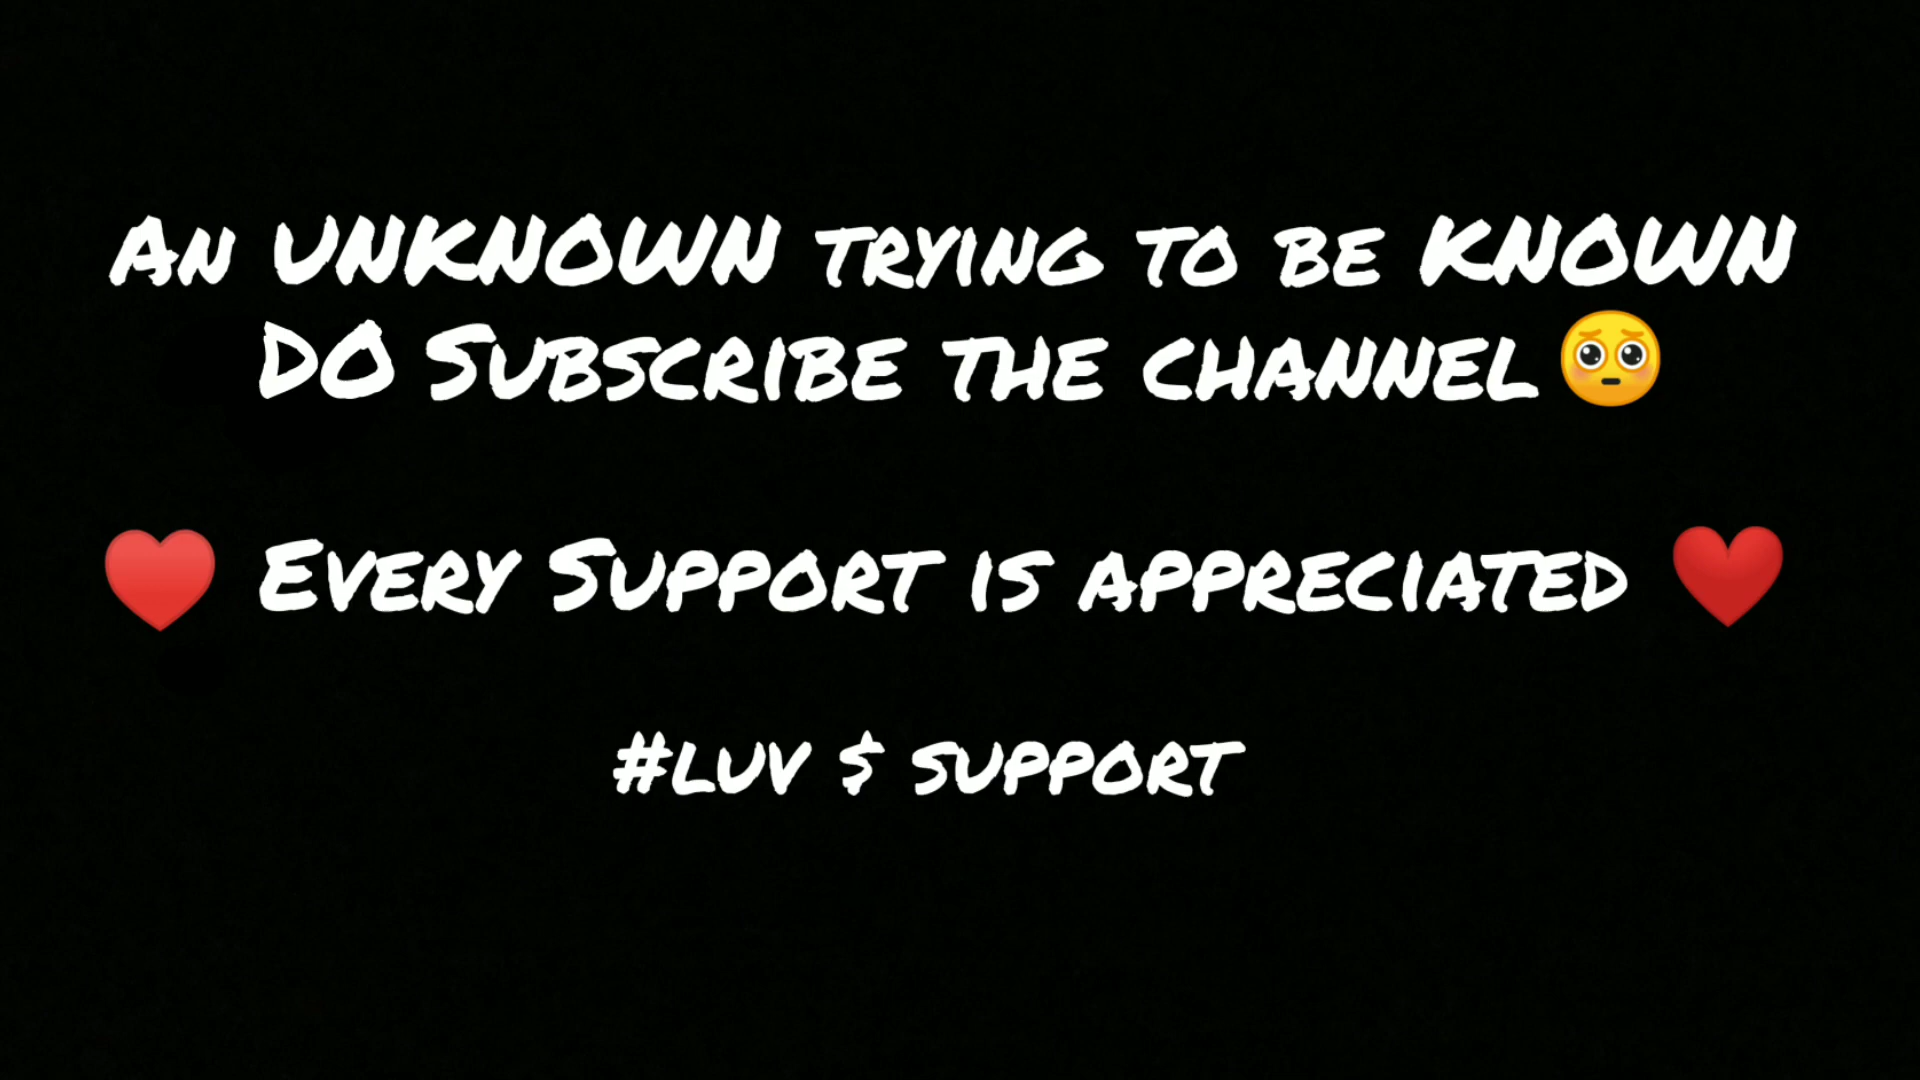 An UNKNOWN trying to be KNOWN
DO Subscribe the channel🥺
♥️ Every Support is appreciated ❤️
#luv $ support